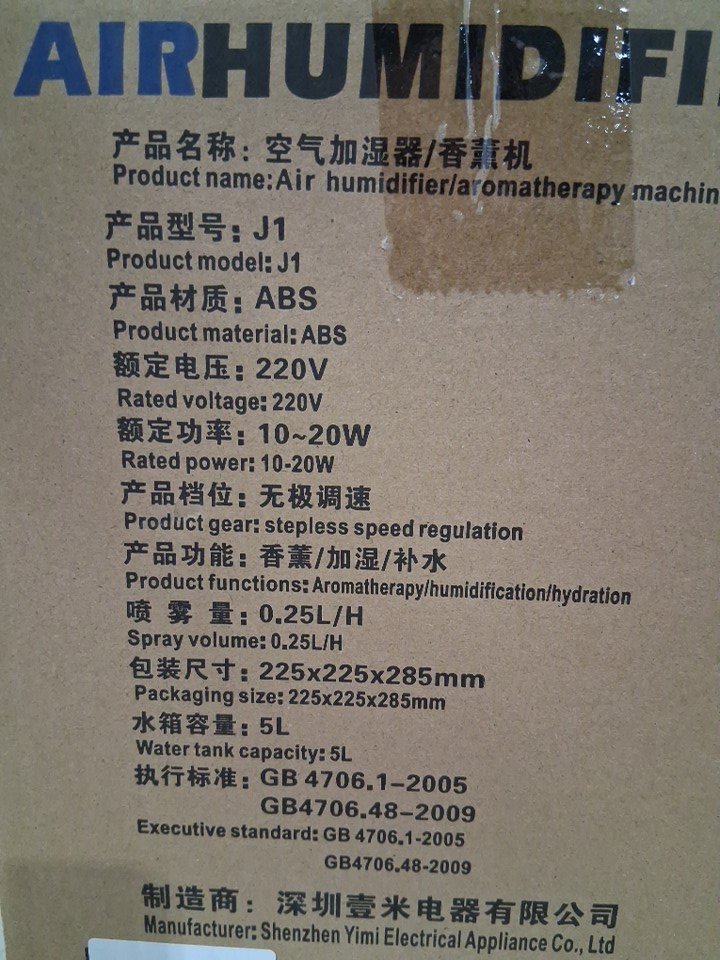 AIRHUMIDIFI
产品名称：空气加湿器/香薰机
Product name:Air humidifier/aromatherapy machin
产品型号：J1
Product model: J1
产品材质：ABS
Product material: ABS
额定电压：220V
Rated voltage: 220V
额定功率：10~20W
Rated power: 10-20W
产品档位：无极调速
Product gear: stepless speed regulation
产品功能：香薰/加湿/补水
Product functions: Aromatherapy/humidification/hydration
喷 雾 量：0.25L/H
Spray volume: 0.25L/H
包装尺寸：225x225x285mm
Packaging size: 225x225x285mm
水箱容量：5L
Water tank capacity: 5L
执行标准：GB 4706.1-2005
GB4706.48-2009
Executive standard: GB 4706.1-2005
GB4706.48-2009
制造商：深圳壹米电器有限公司
Manufacturer: Shenzhen Yimi Electrical Appliance Co., Ltd